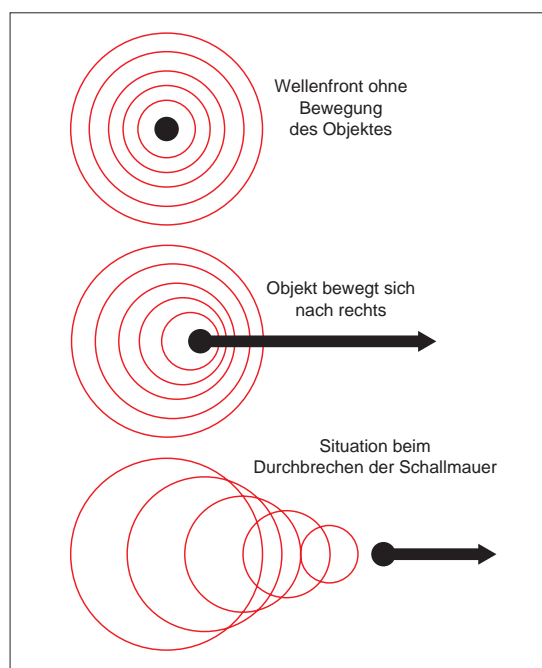 Wellenfront ohne
Bewegung
des Objektes
Objekt bewegt sich
nach rechts
Situation beim
Durchbrechen der Schallmauer